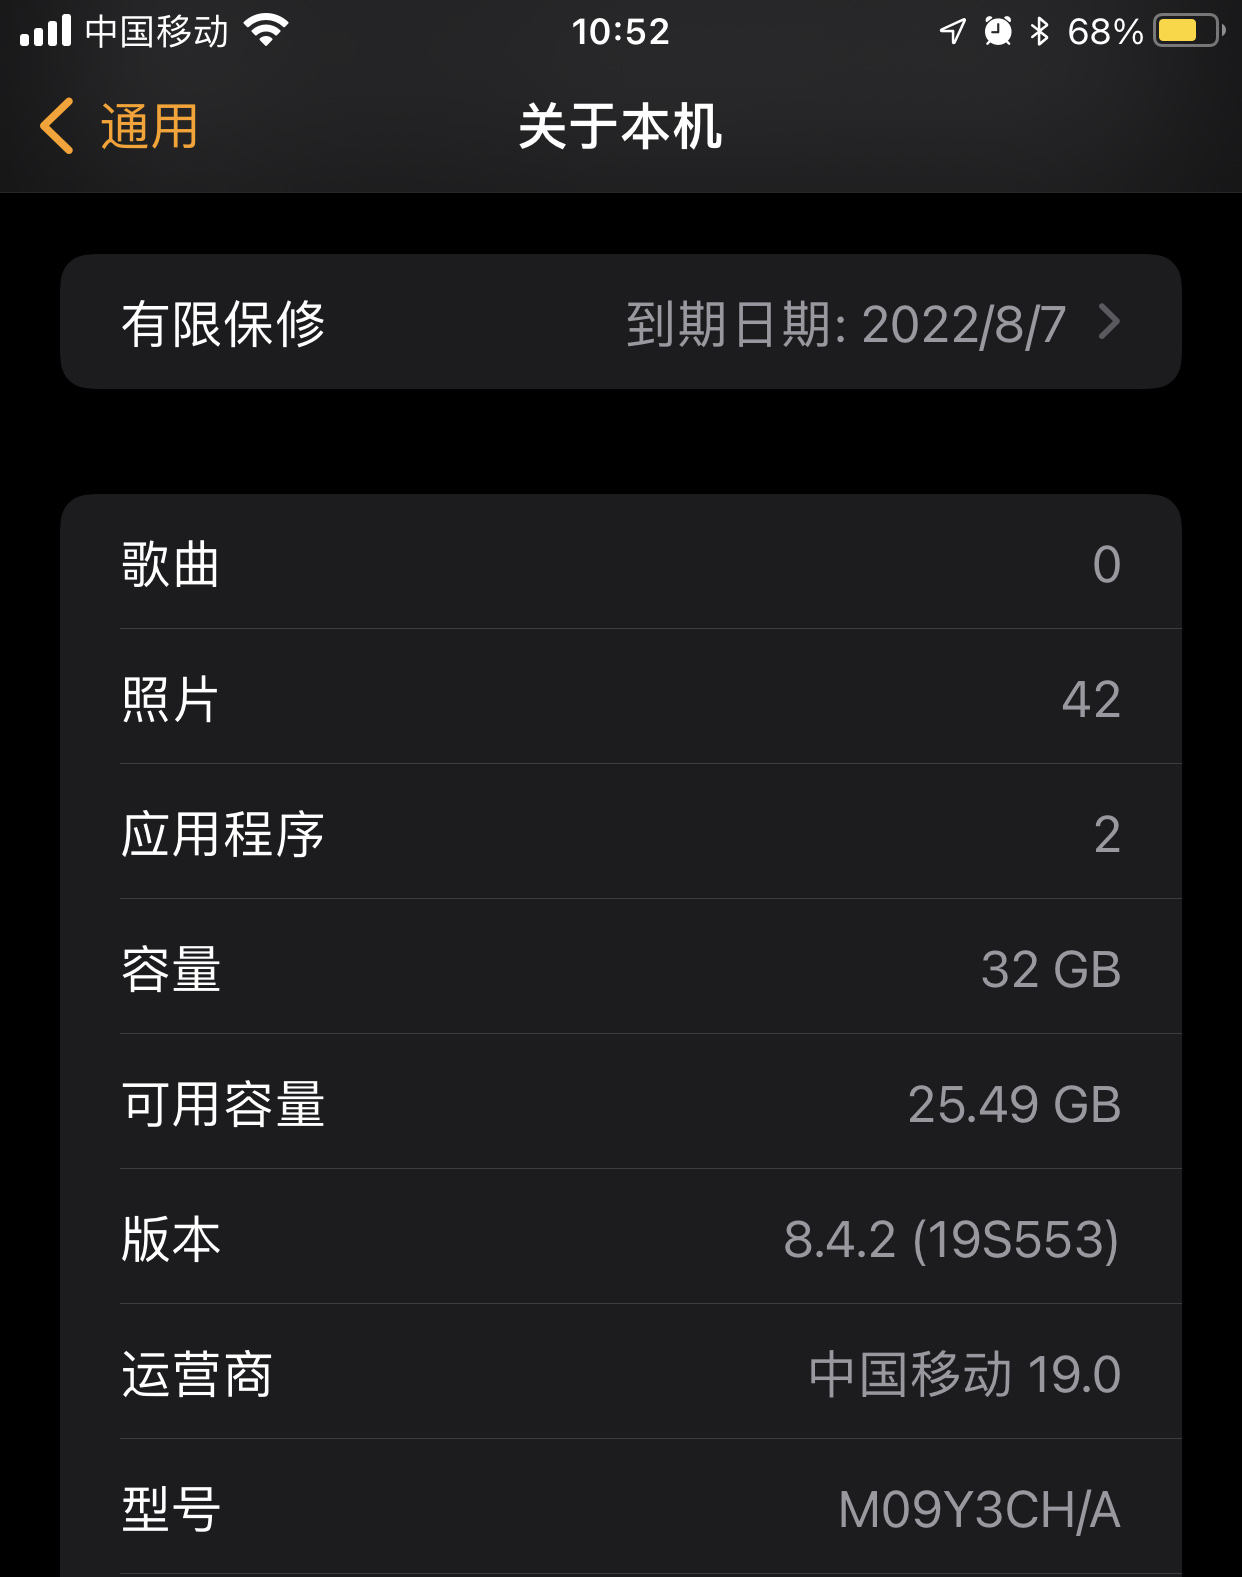 中国移动 10:52 68%
通用 关于本机
有限保修 到期日期: 2022/8/7
歌曲 0
照片 42
应用程序 2
容量 32 GB
可用容量 25.49 GB
版本 8.4.2 (19S553)
运营商 中国移动 19.0
型号 M09Y3CH/A